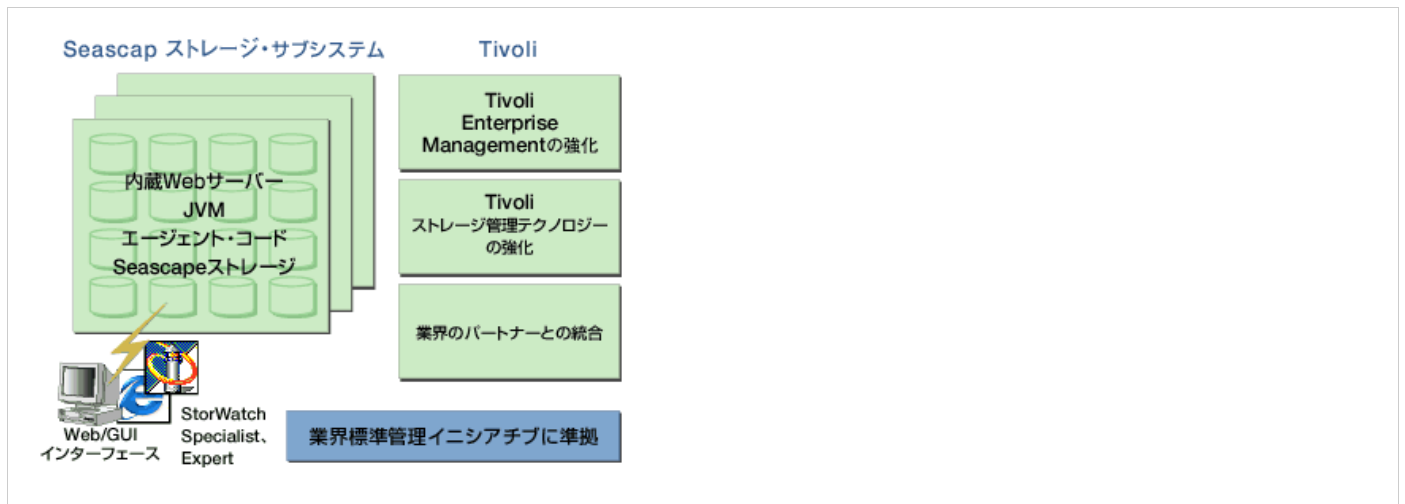 Seascap ストレージ・サブシステム
Tivoli
内蔵Webサーバー
JVM
エージェント・コード
Seascapeストレージ
Tivoli
Enterprise
Managementの強化
Tivoli
ストレージ管理テクノロジー
の強化
業界のパートナーとの統合
Web/GUI
インターフェース
StorWatch
Specialist、
Expert
業界標準管理イニシアチブに準拠